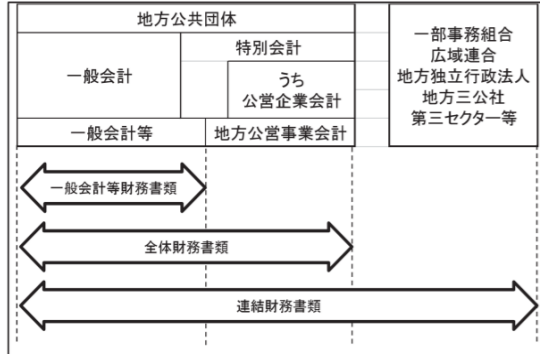 地方公共団体
一般会計
特別会計
うち
公営企業会計
一般会計等
地方公営事業会計
一部事務組合
広域連合
地方独立行政法人
地方三公社
第三セクター等
一般会計等財務書類
全体財務書類
連結財務書類